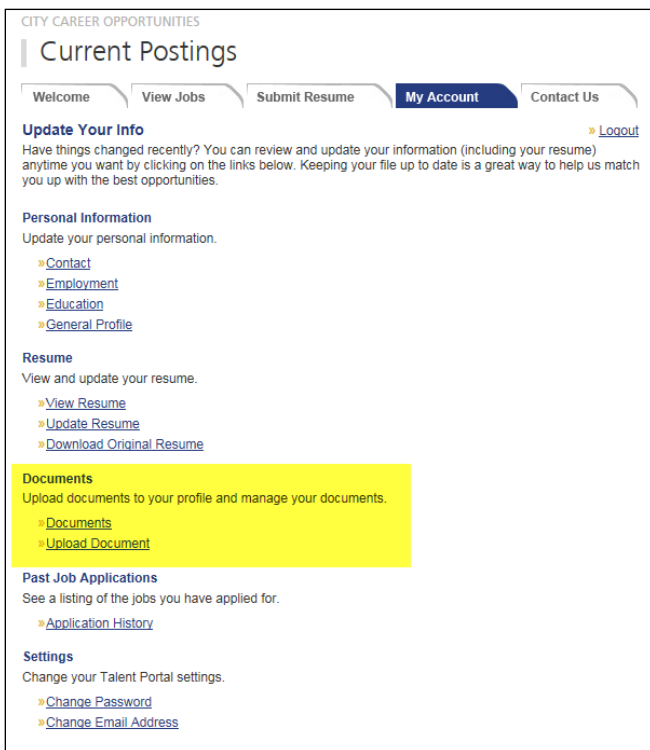 CITY CAREER OPPORTUNITIES
Current Postings
Welcome View Jobs Submit Resume My Account Contact Us
Update Your Info » Logout
Have things changed recently? You can review and update your information (including your resume)
anytime you want by clicking on the links below. Keeping your file up to date is a great way to help us match
you up with the best opportunities.
Personal Information
Update your personal information.
»Contact
»Employment
»Education
»General Profile
Resume
View and update your resume.
»View Resume
»Update Resume
»Download Original Resume
Documents
Upload documents to your profile and manage your documents.
»Documents
»Upload Document
Past Job Applications
See a listing of the jobs you have applied for.
»Application History
Settings
Change your Talent Portal settings.
»Change Password
»Change Email Address